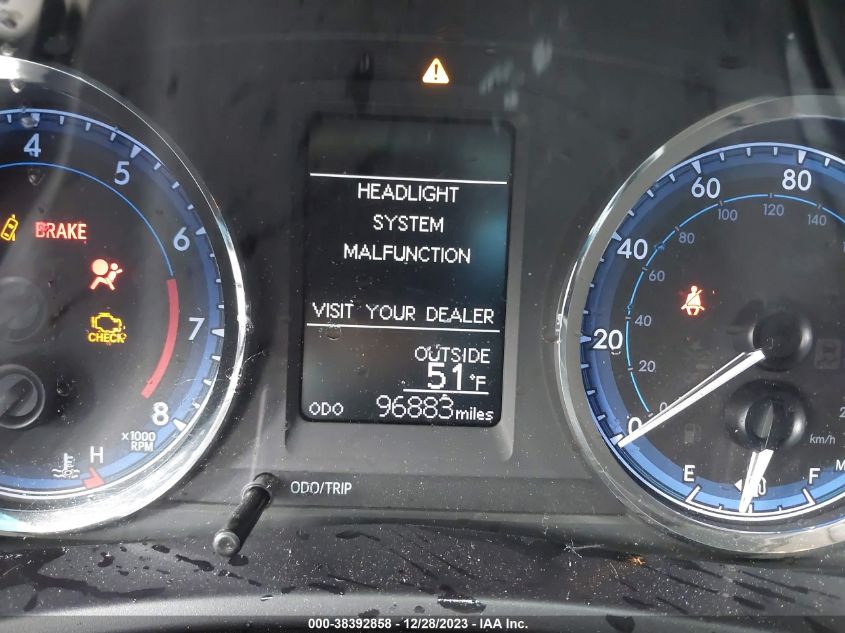 HEADLIGHT
SYSTEM
MALFUNCTION
VISIT YOUR DEALER
OUTSIDE
51°F
ODO 96883 miles
4
5
6
7
8
x1000
RPM
BRAKE
CHECK
H
ODO/TRIP
0
20
40
60
80
20
40
60
80
100
120
140
km/h
E
F
000-38392858 - 12/28/2023 - IAA Inc.